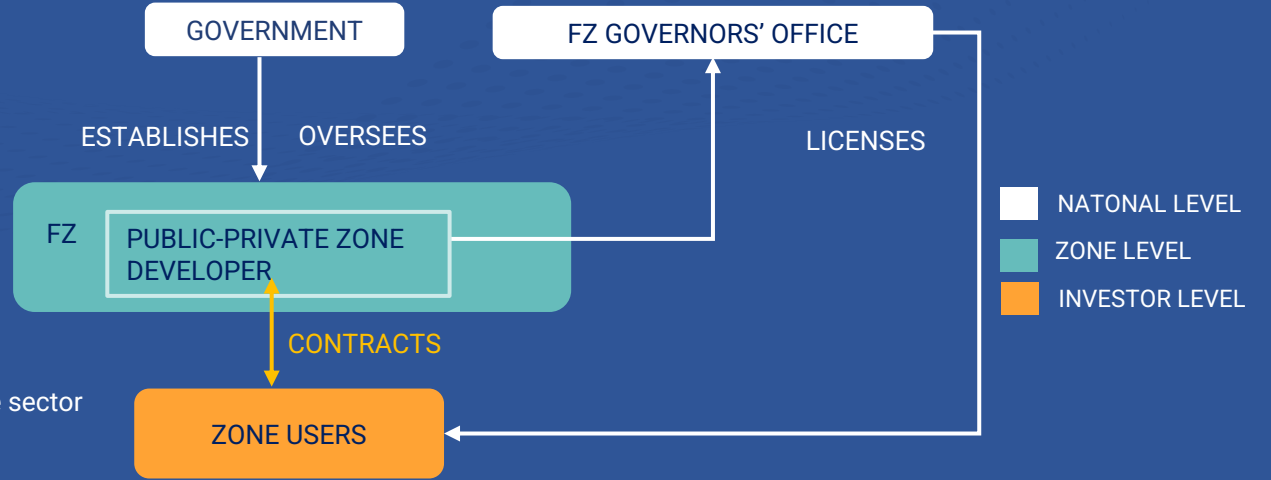 GOVERNMENT
FZ GOVERNORS' OFFICE
ESTABLISHES
OVERSEES
LICENSES
FZ
PUBLIC-PRIVATE ZONE
DEVELOPER
NATONAL LEVEL
ZONE LEVEL
INVESTOR LEVEL
CONTRACTS
sector
ZONE USERS